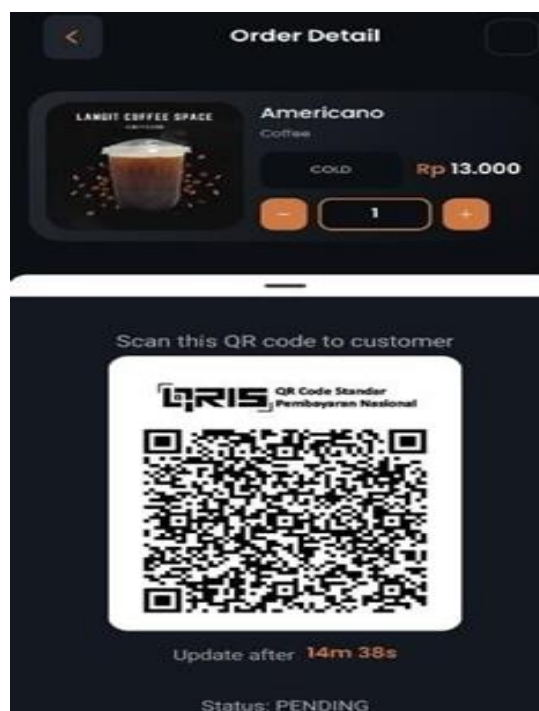 <
Order Detail
LANGIT COFFEE SPACE
Americano
Coffee
COLD
Rp 13.000
− 1 +
Scan this QR code to customer
QRIS QR Code Standar
Pembayaran Nasional
Update after 14m 38s
Status: PENDING